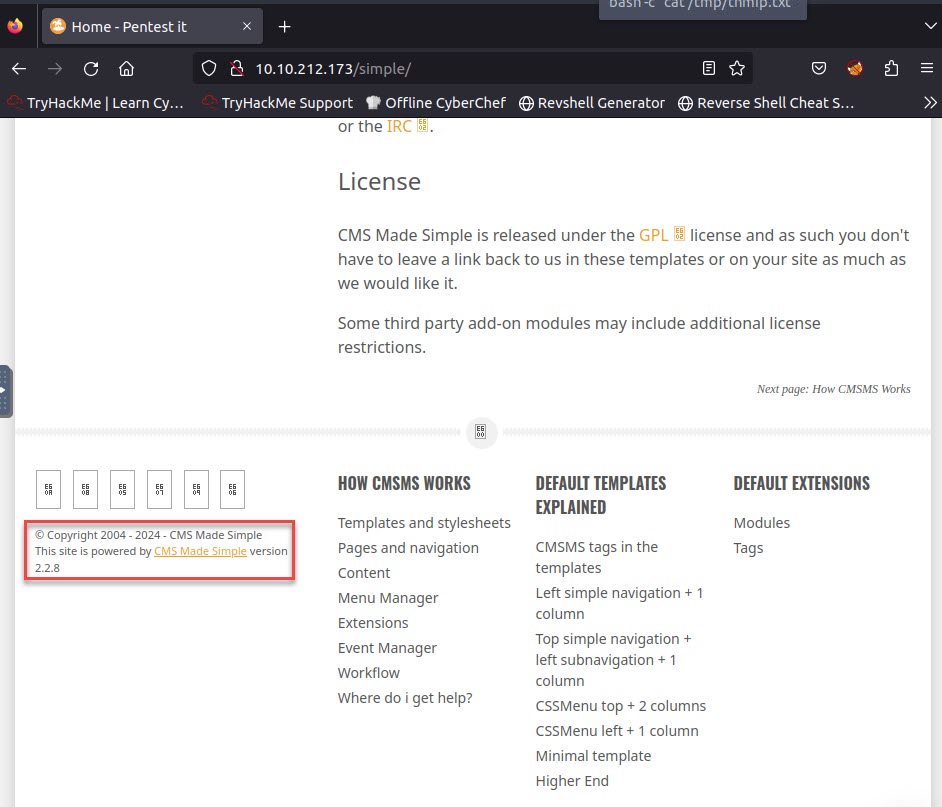 bash -c "cat /tmp/thmip.txt"
Home - Pentest it
10.10.212.173/simple/
TryHackMe | Learn Cy… TryHackMe Support Offline CyberChef Revshell Generator Reverse Shell Cheat S…
or the IRC.
License
CMS Made Simple is released under the GPL license and as such you don't
have to leave a link back to us in these templates or on your site as much as
we would like it.
Some third party add-on modules may include additional license
restrictions.
Next page: How CMSMS Works
© Copyright 2004 - 2024 - CMS Made Simple
This site is powered by CMS Made Simple version
2.2.8
HOW CMSMS WORKS
Templates and stylesheets
Pages and navigation
Content
Menu Manager
Extensions
Event Manager
Workflow
Where do i get help?
DEFAULT TEMPLATES
EXPLAINED
CMSMS tags in the
templates
Left simple navigation + 1
column
Top simple navigation +
left subnavigation + 1
column
CSSMenu top + 2 columns
CSSMenu left + 1 column
Minimal template
Higher End
DEFAULT EXTENSIONS
Modules
Tags